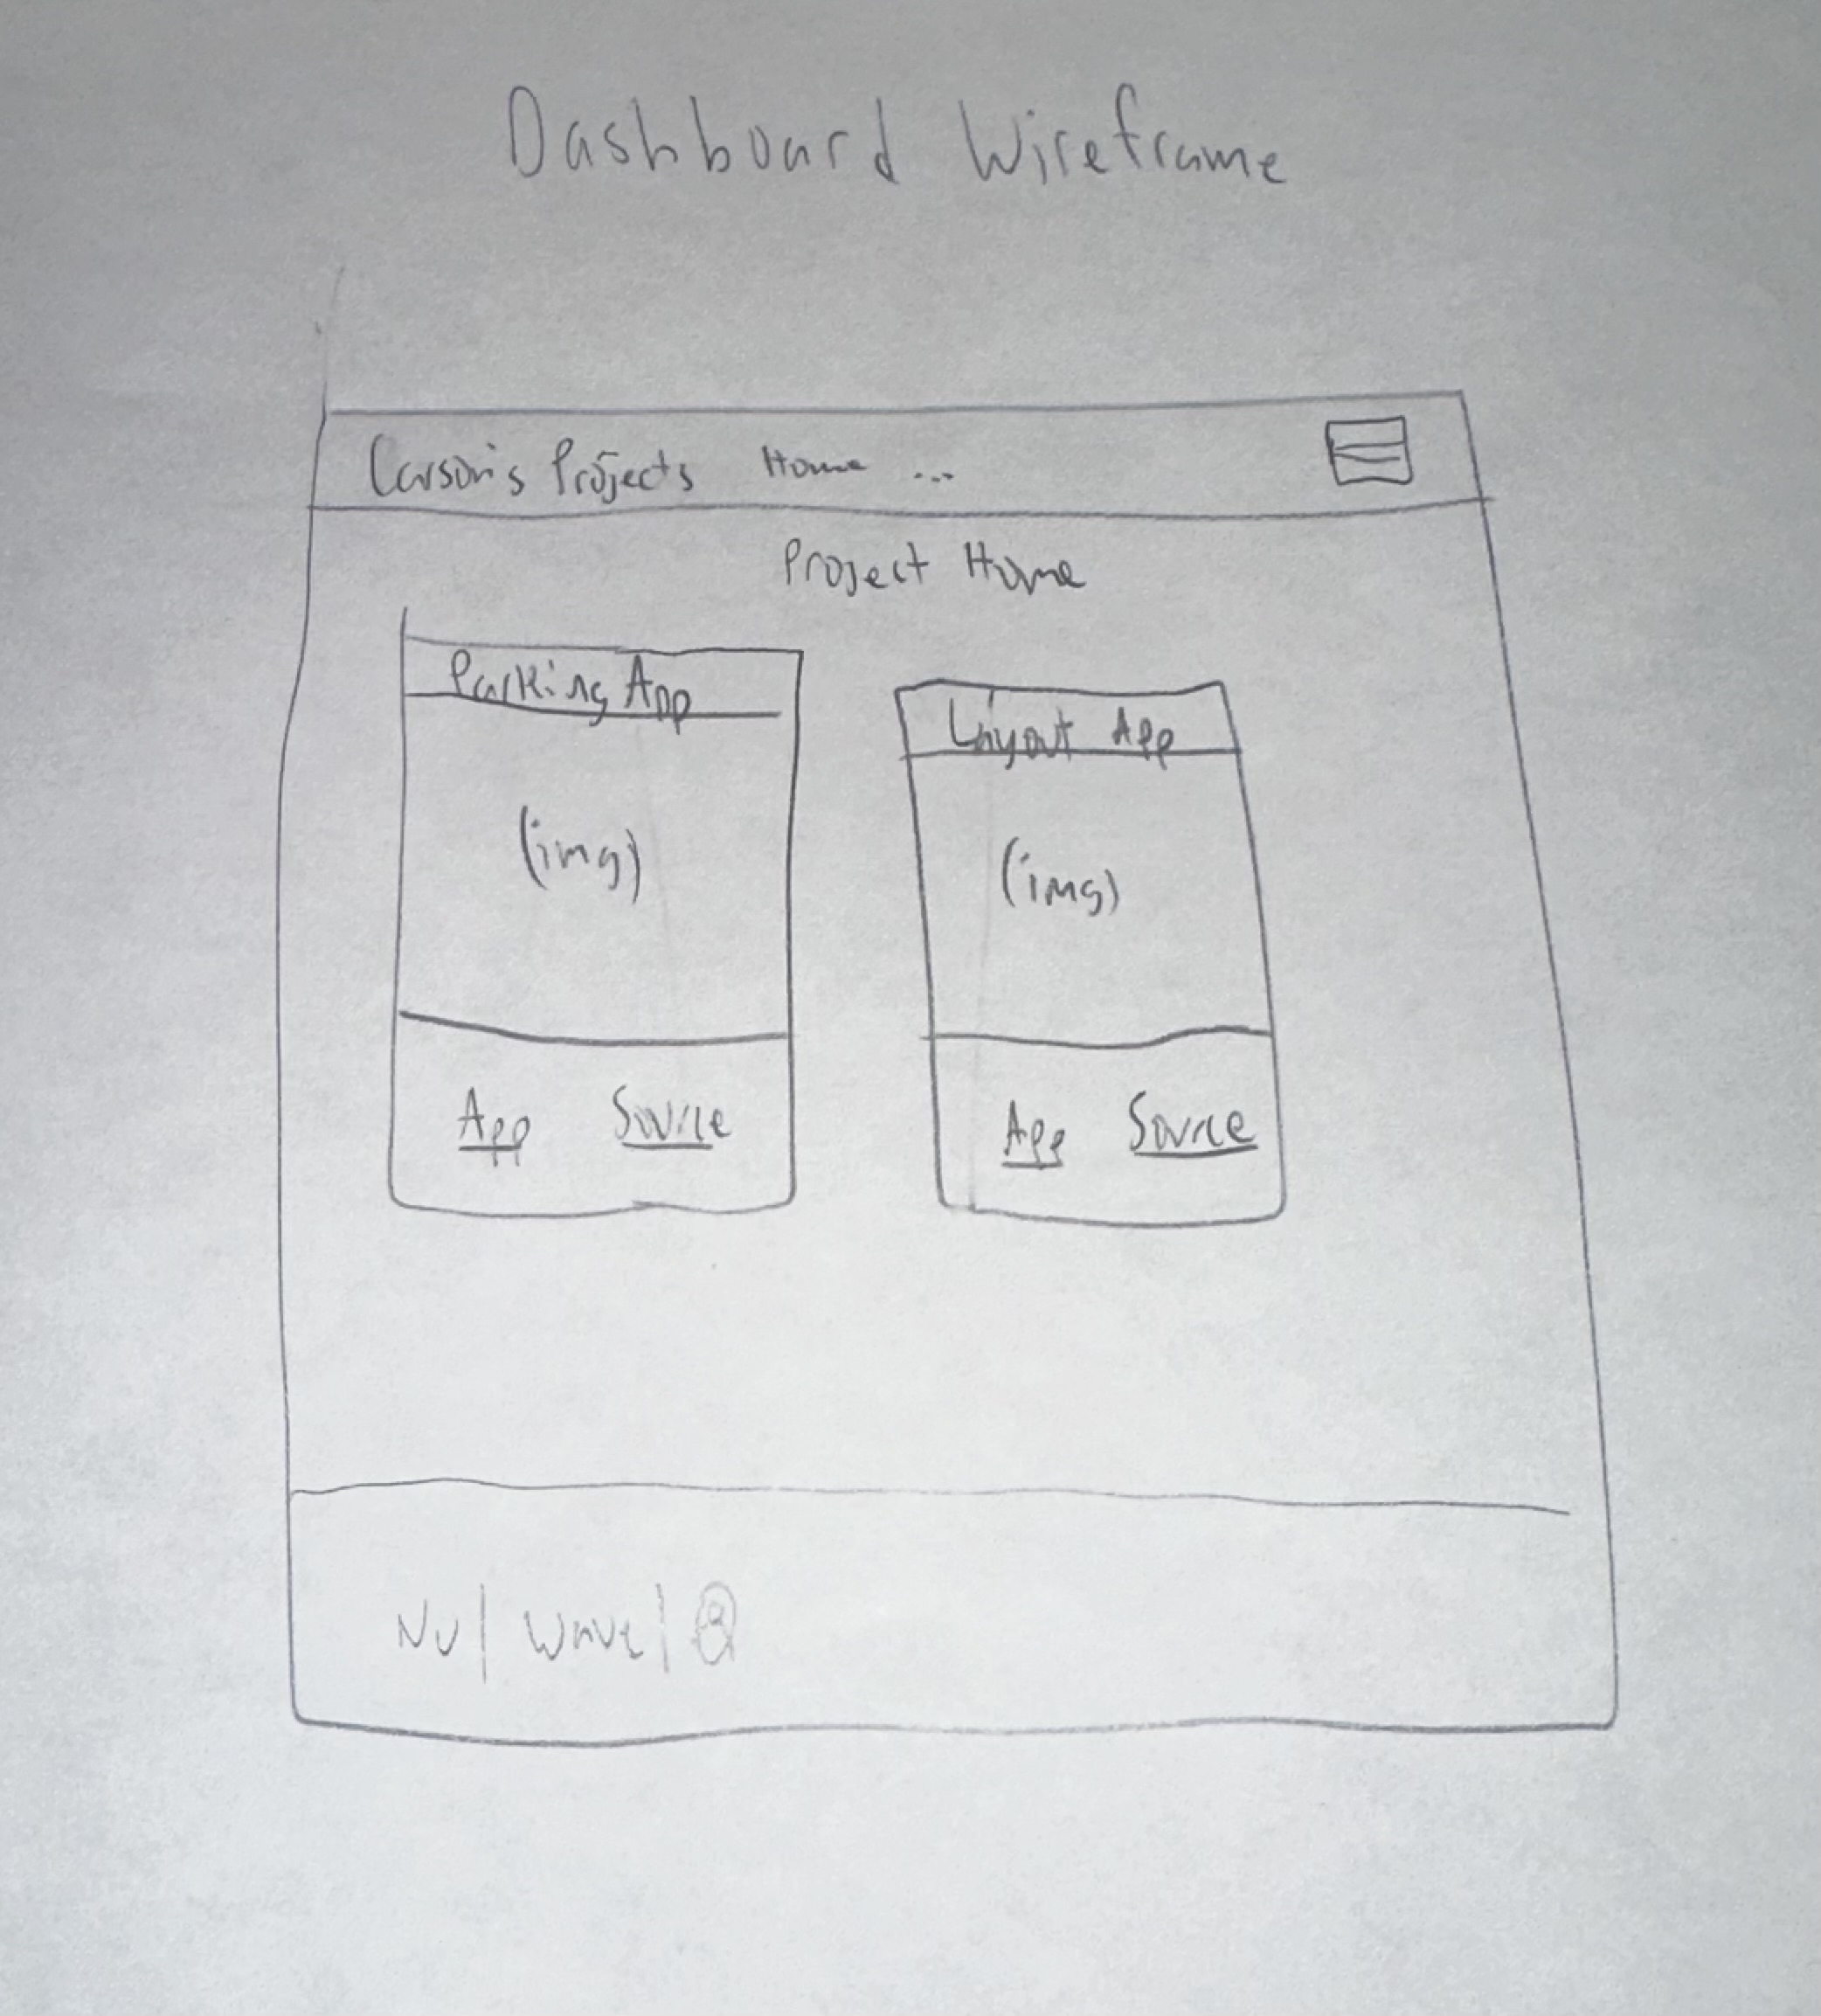 Dashboard Wireframe
Carson's Projects Home ...
Project Home
Parking App
Layout App
(img)
(img)
App Source
App Source
NU | Wave |